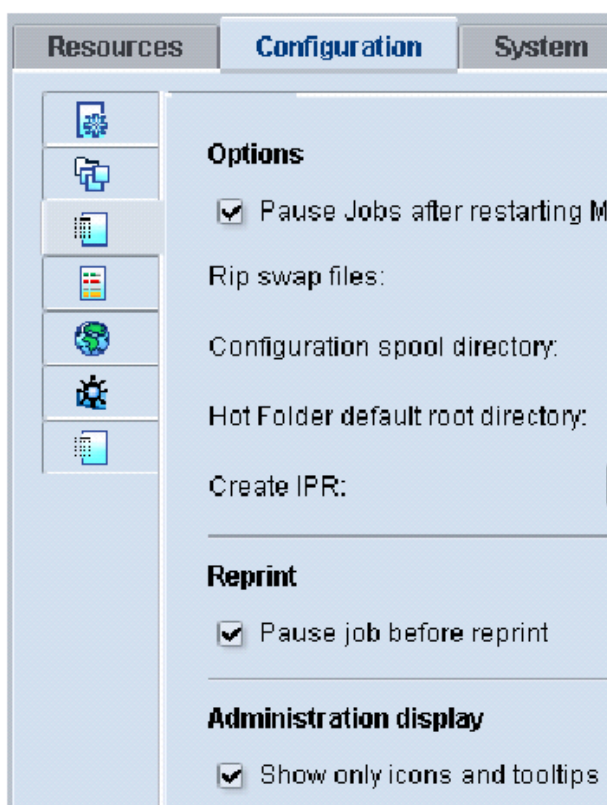 Resources Configuration System
Options
Pause Jobs after restarting M
Rip swap files:
Configuration spool directory:
Hot Folder default root directory:
Create IPR:
Reprint
Pause job before reprint
Administration display
Show only icons and tooltips